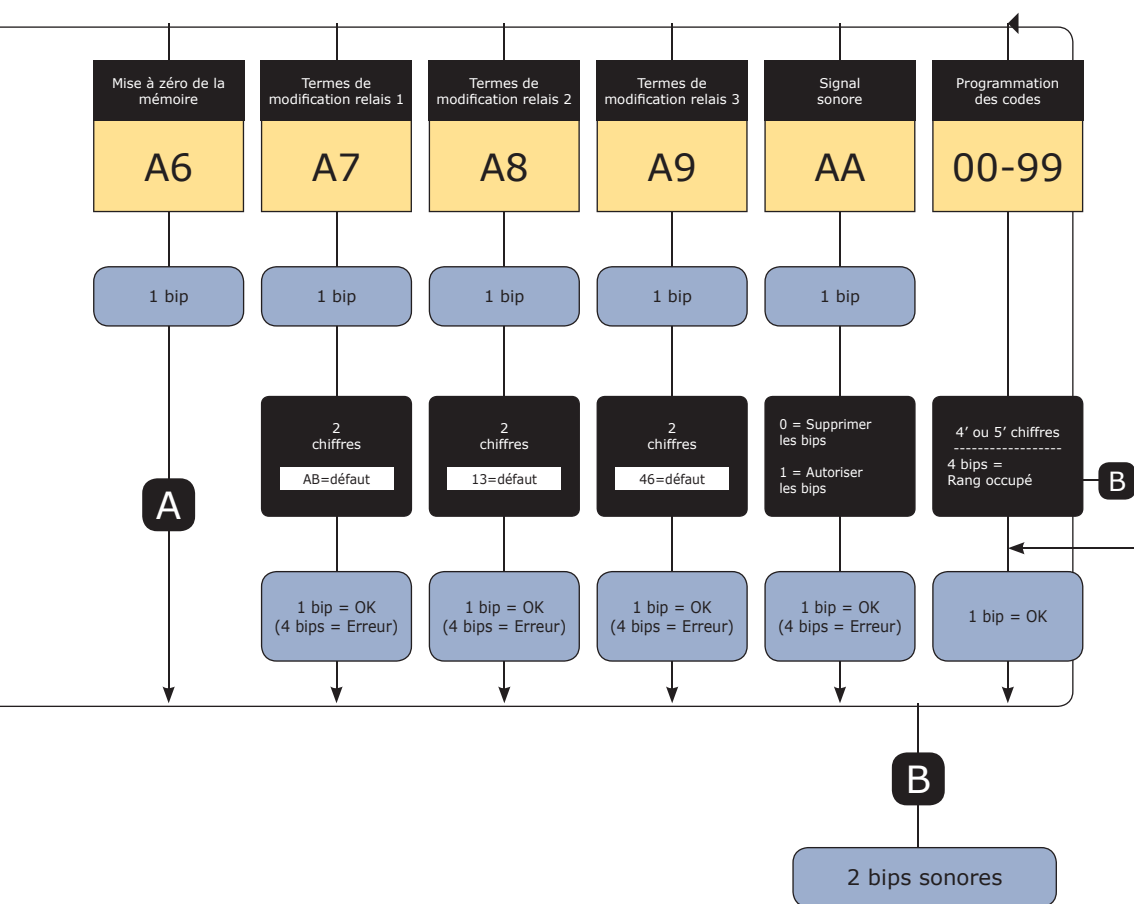 Mise à zéro de la
mémoire
Termes de
modification relais 1
Termes de
modification relais 2
Termes de
modification relais 3
Signal
sonore
Programmation
des codes
A6
A7
A8
A9
AA
00-99
1 bip
1 bip
1 bip
1 bip
1 bip
A
2
chiffres
AB=défaut
2
chiffres
13=défaut
2
chiffres
46=défaut
0 = Supprimer
les bips
1 = Autoriser
les bips
4’ ou 5’ chiffres
-------------------
4 bips =
Rang occupé
B
1 bip = OK
(4 bips = Erreur)
1 bip = OK
(4 bips = Erreur)
1 bip = OK
(4 bips = Erreur)
1 bip = OK
(4 bips = Erreur)
1 bip = OK
B
2 bips sonores